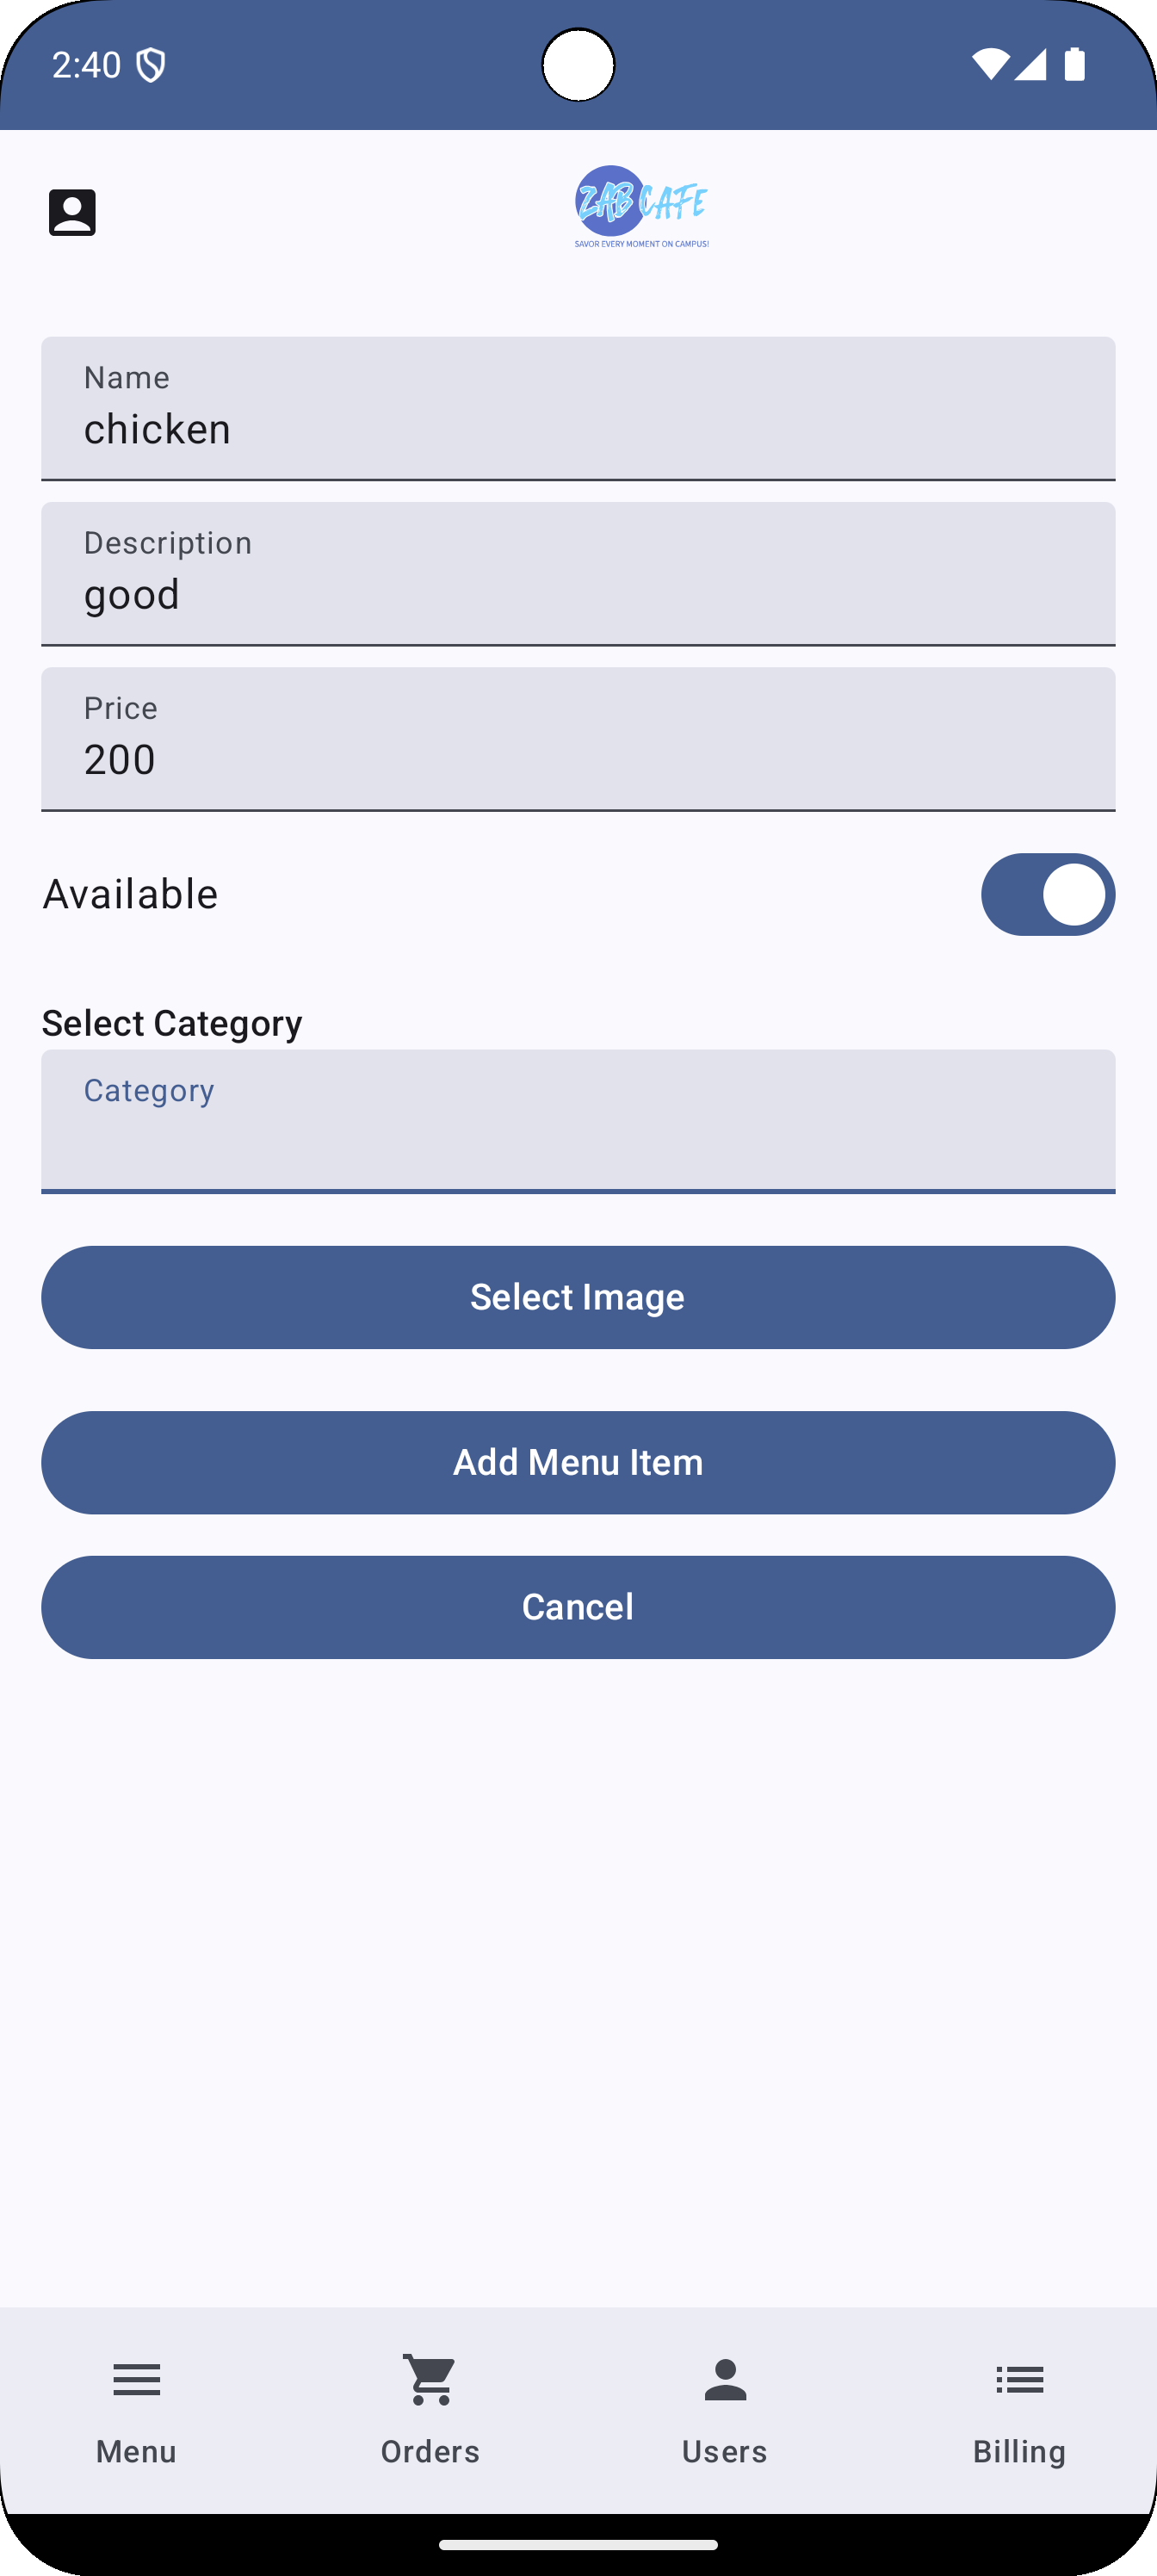 2:40
ZAB CAFE
SAVOR EVERY MOMENT ON CAMPUS!
Name
chicken
Description
good
Price
200
Available
Select Category
Category
Select Image
Add Menu Item
Cancel
Menu
Orders
Users
Billing